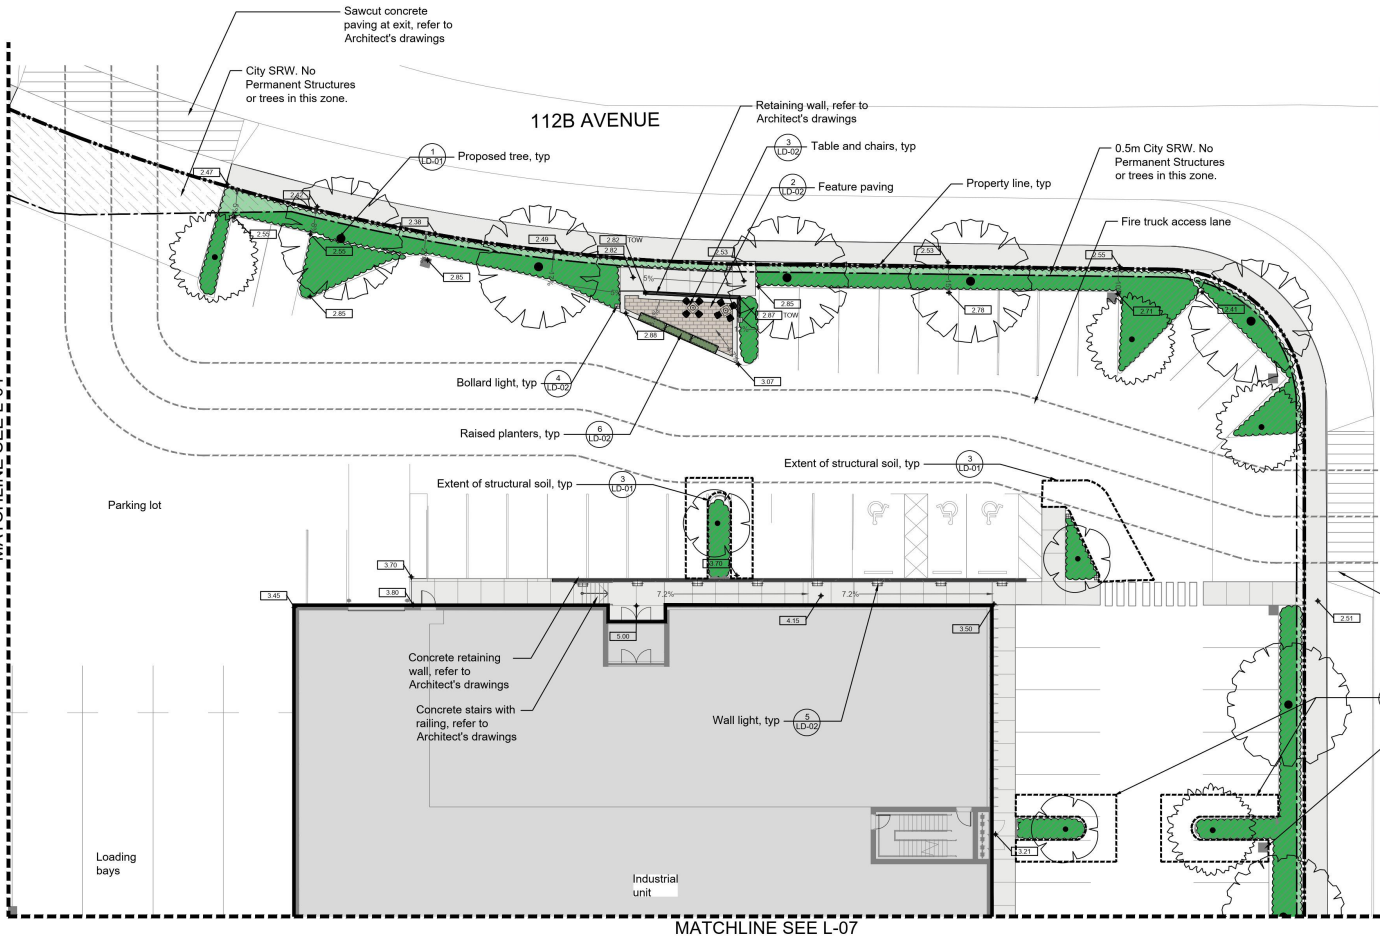 Sawcut concrete
paving at exit, refer to
Architect's drawings
City SRW. No
Permanent Structures
or trees in this zone.
112B AVENUE
Retaining wall, refer to
Architect's drawings
1
LD-01
Proposed tree, typ
3
LD-02
Table and chairs, typ
2
LD-02
Feature paving
Property line, typ
0.5m City SRW. No
Permanent Structures
or trees in this zone.
Fire truck access lane
2.47
2.38
2.49
2.82 TOW
2.82
2.53
2.53
2.55
2.55
2.55
2.85
2.85
5%
2.85
2.87 TOW
2.78
2.71
2.41
2.88
3.07
Bollard light, typ
4
LD-02
Raised planters, typ
6
LD-02
Extent of structural soil, typ
3
LD-01
Extent of structural soil, typ
3
LD-01
Parking lot
3.70
3.70
3.45
3.80
7.2%
7.2%
4.15
5.00
3.50
2.51
Concrete retaining
wall, refer to
Architect's drawings
Concrete stairs with
railing, refer to
Architect's drawings
Wall light, typ
5
LD-02
3.21
Loading
bays
Industrial
unit
MATCHLINE SEE L-07